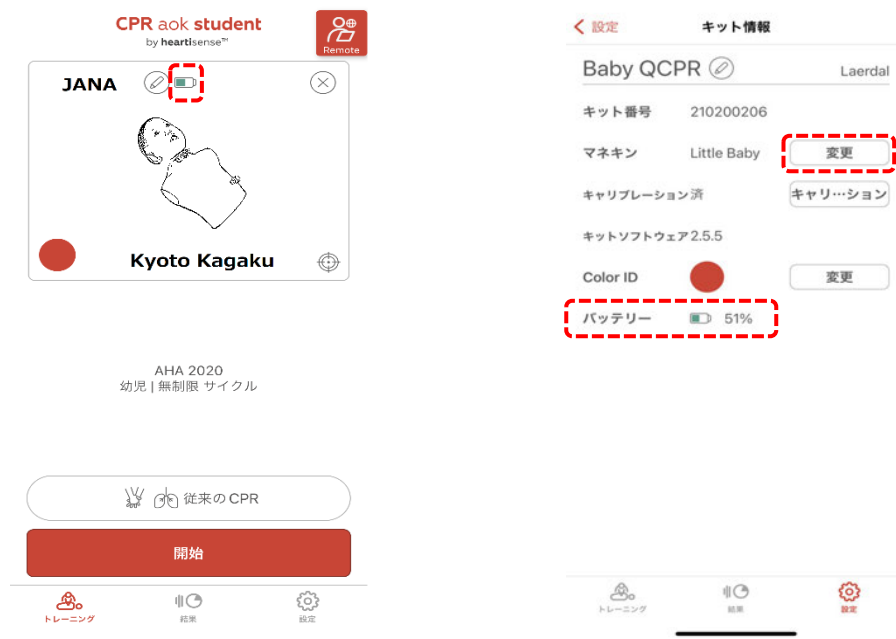 CPR aok student
by heartisense™
Remote
JANA
Kyoto Kagaku
AHA 2020
幼児 | 無制限 サイクル
従来の CPR
開始
トレーニング
結果
設定
設定
キット情報
Baby QCPR
Laerdal
キット番号 210200206
マネキン Little Baby 変更
キャリブレーション済 キャリ…ション
キットソフトウェア2.5.5
Color ID 変更
バッテリー 51%
トレーニング
結果
設定